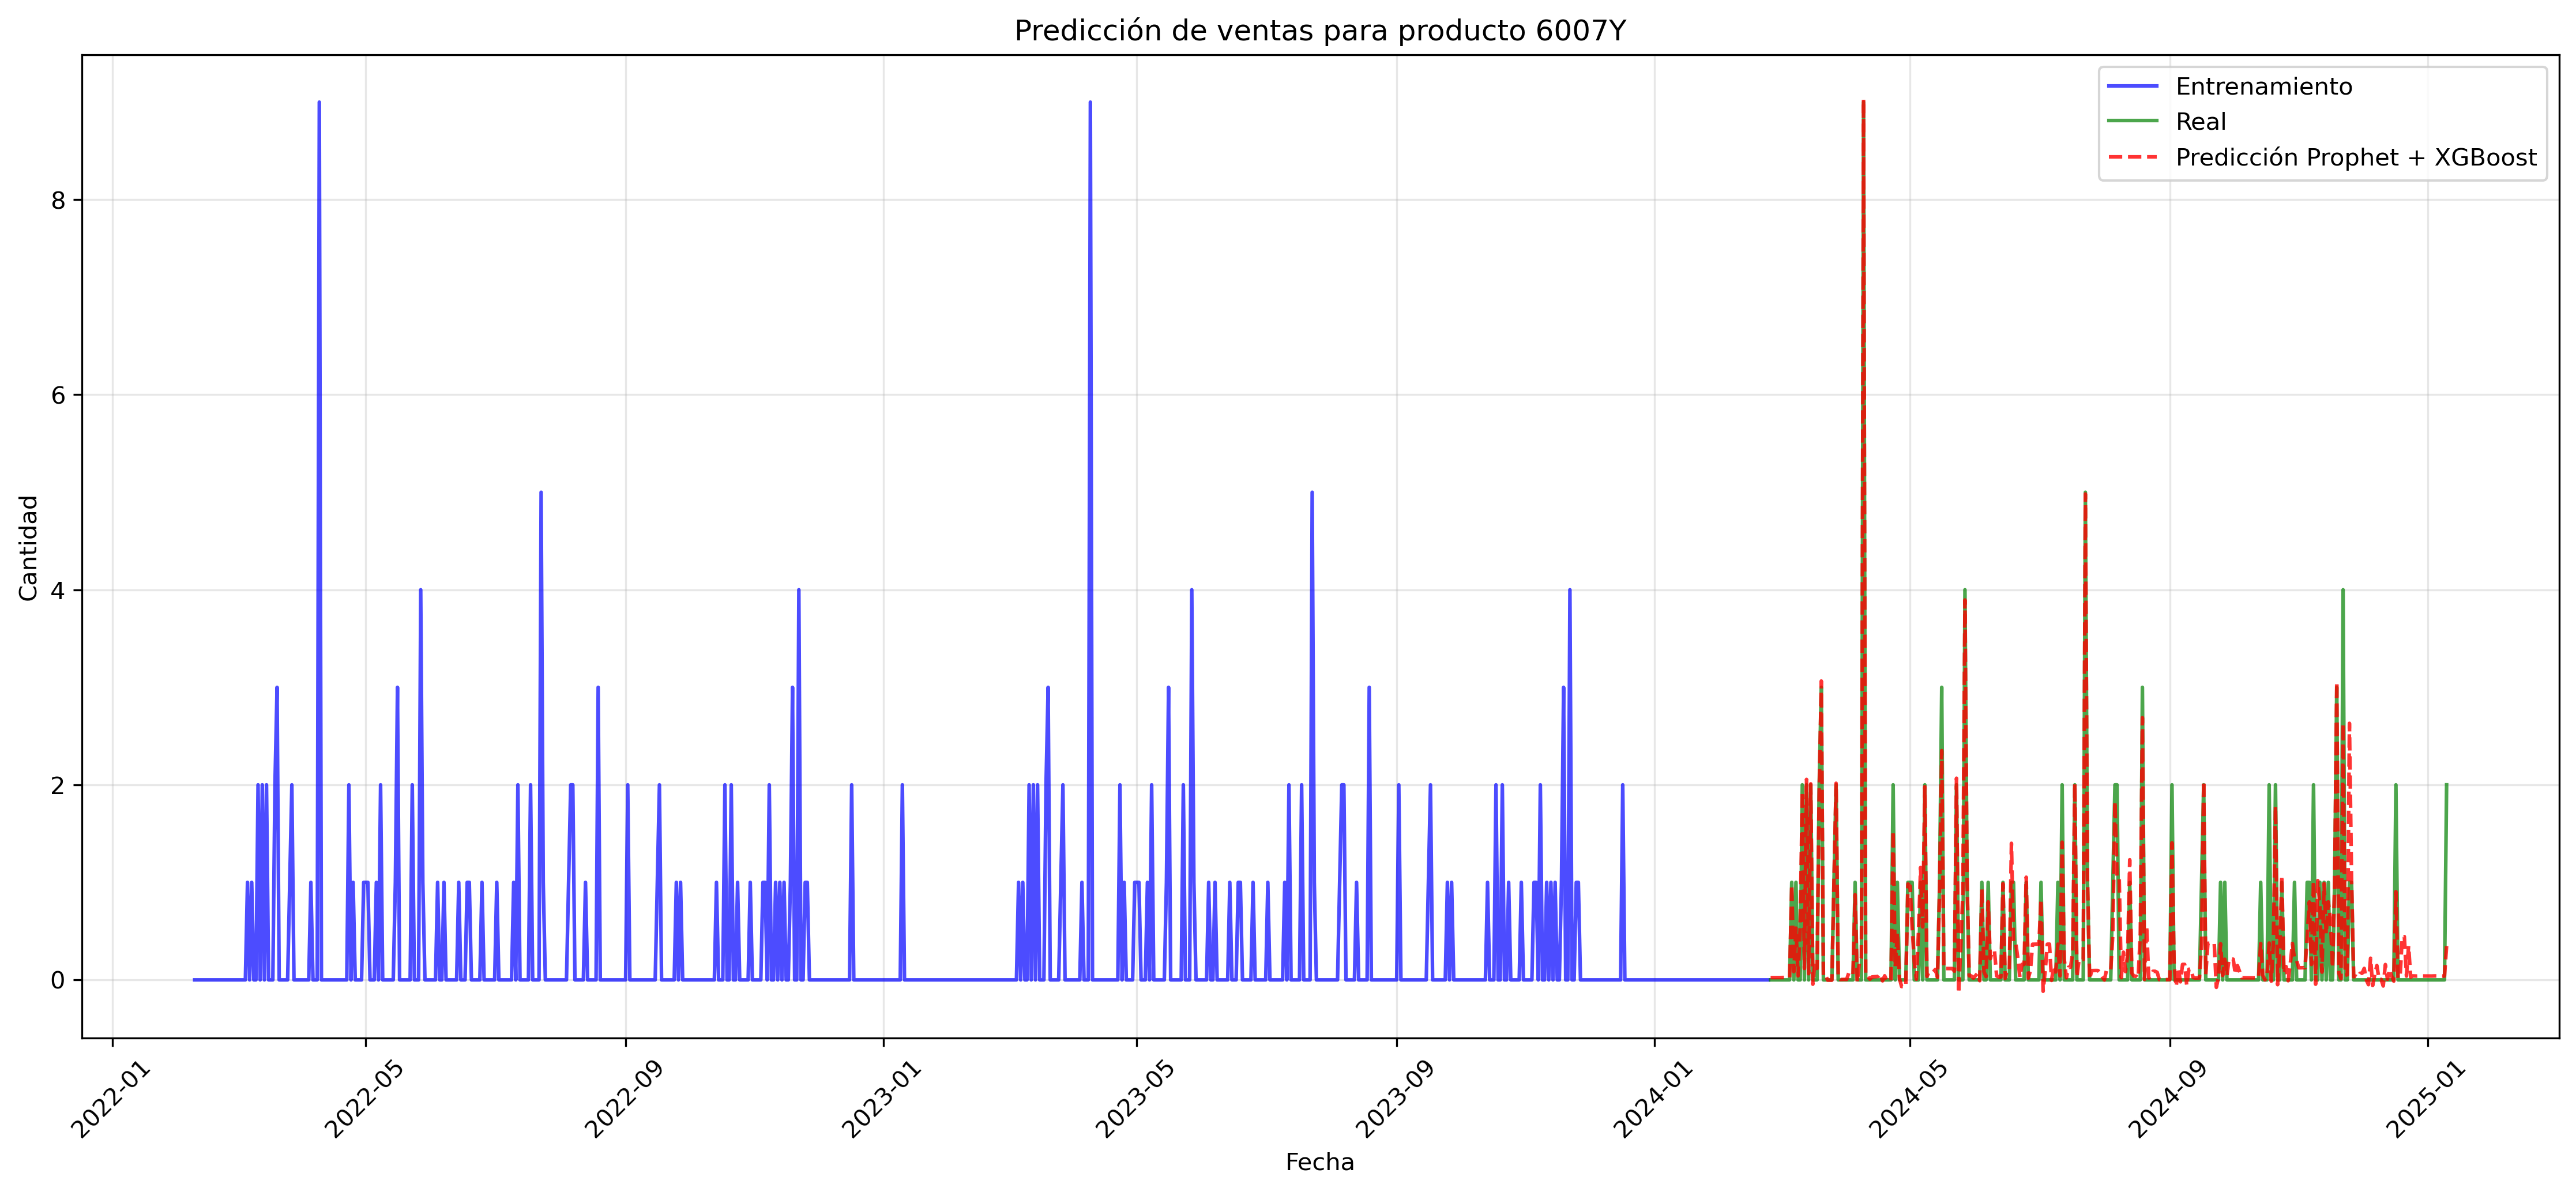 Predicción de ventas para producto 6007Y
Entrenamiento
Real
Predicción Prophet + XGBoost
Cantidad
8
6
4
2
0
2022-01
2022-05
2022-09
2023-01
2023-05
2023-09
2024-01
2024-05
2024-09
2025-01
Fecha